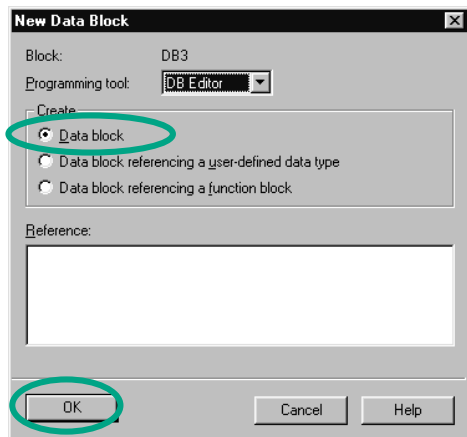 New Data Block
Block: DB3
Programming tool: DB Editor
Create
Data block
Data block referencing a user-defined data type
Data block referencing a function block
Reference:
OK Cancel Help